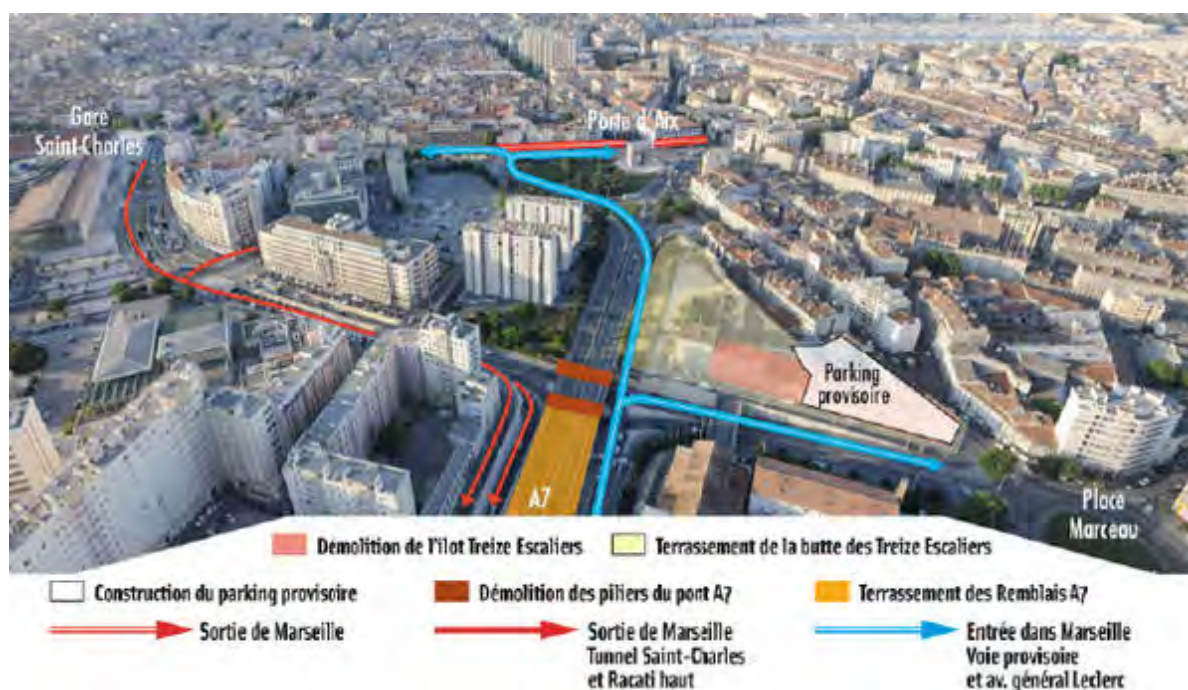 Gare
Saint-Charles
Porte d'Aix
Parking
provisoire
A7
Place
Marceau
Démolition de l'ilot Treize Escaliers
Terrassement de la butte des Treize Escaliers
Construction du parking provisoire
Démolition des piliers du pont A7
Terrassement des Remblais A7
Sortie de Marseille
Sortie de Marseille
Tunnel Saint-Charles
et Racati haut
Entrée dans Marseille
Voie provisoire
et av. général Leclerc